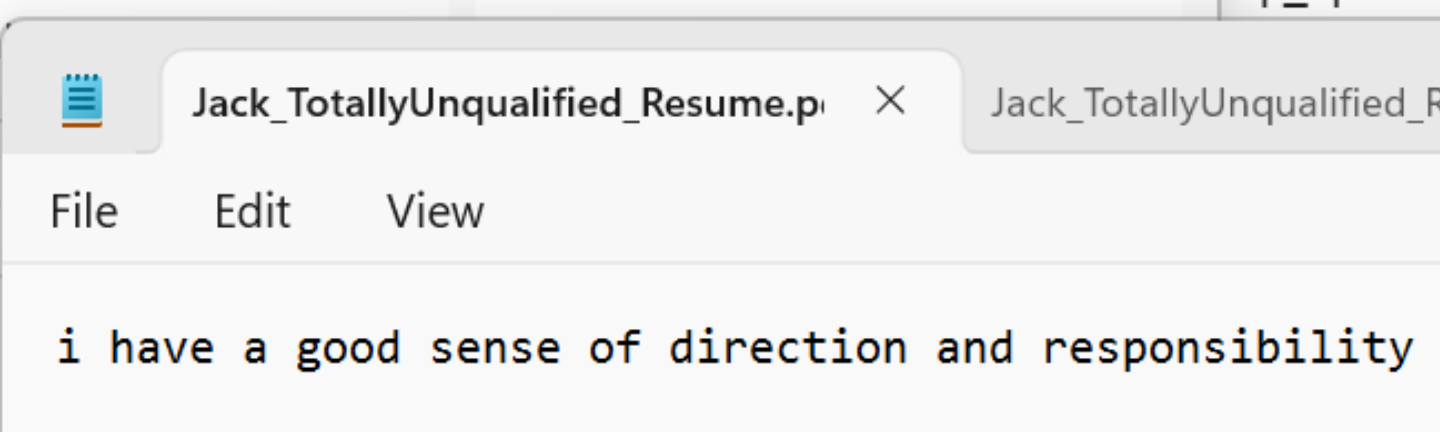 Jack_TotallyUnqualified_Resume.p
Jack_TotallyUnqualified_R
File Edit View
i have a good sense of direction and responsibility